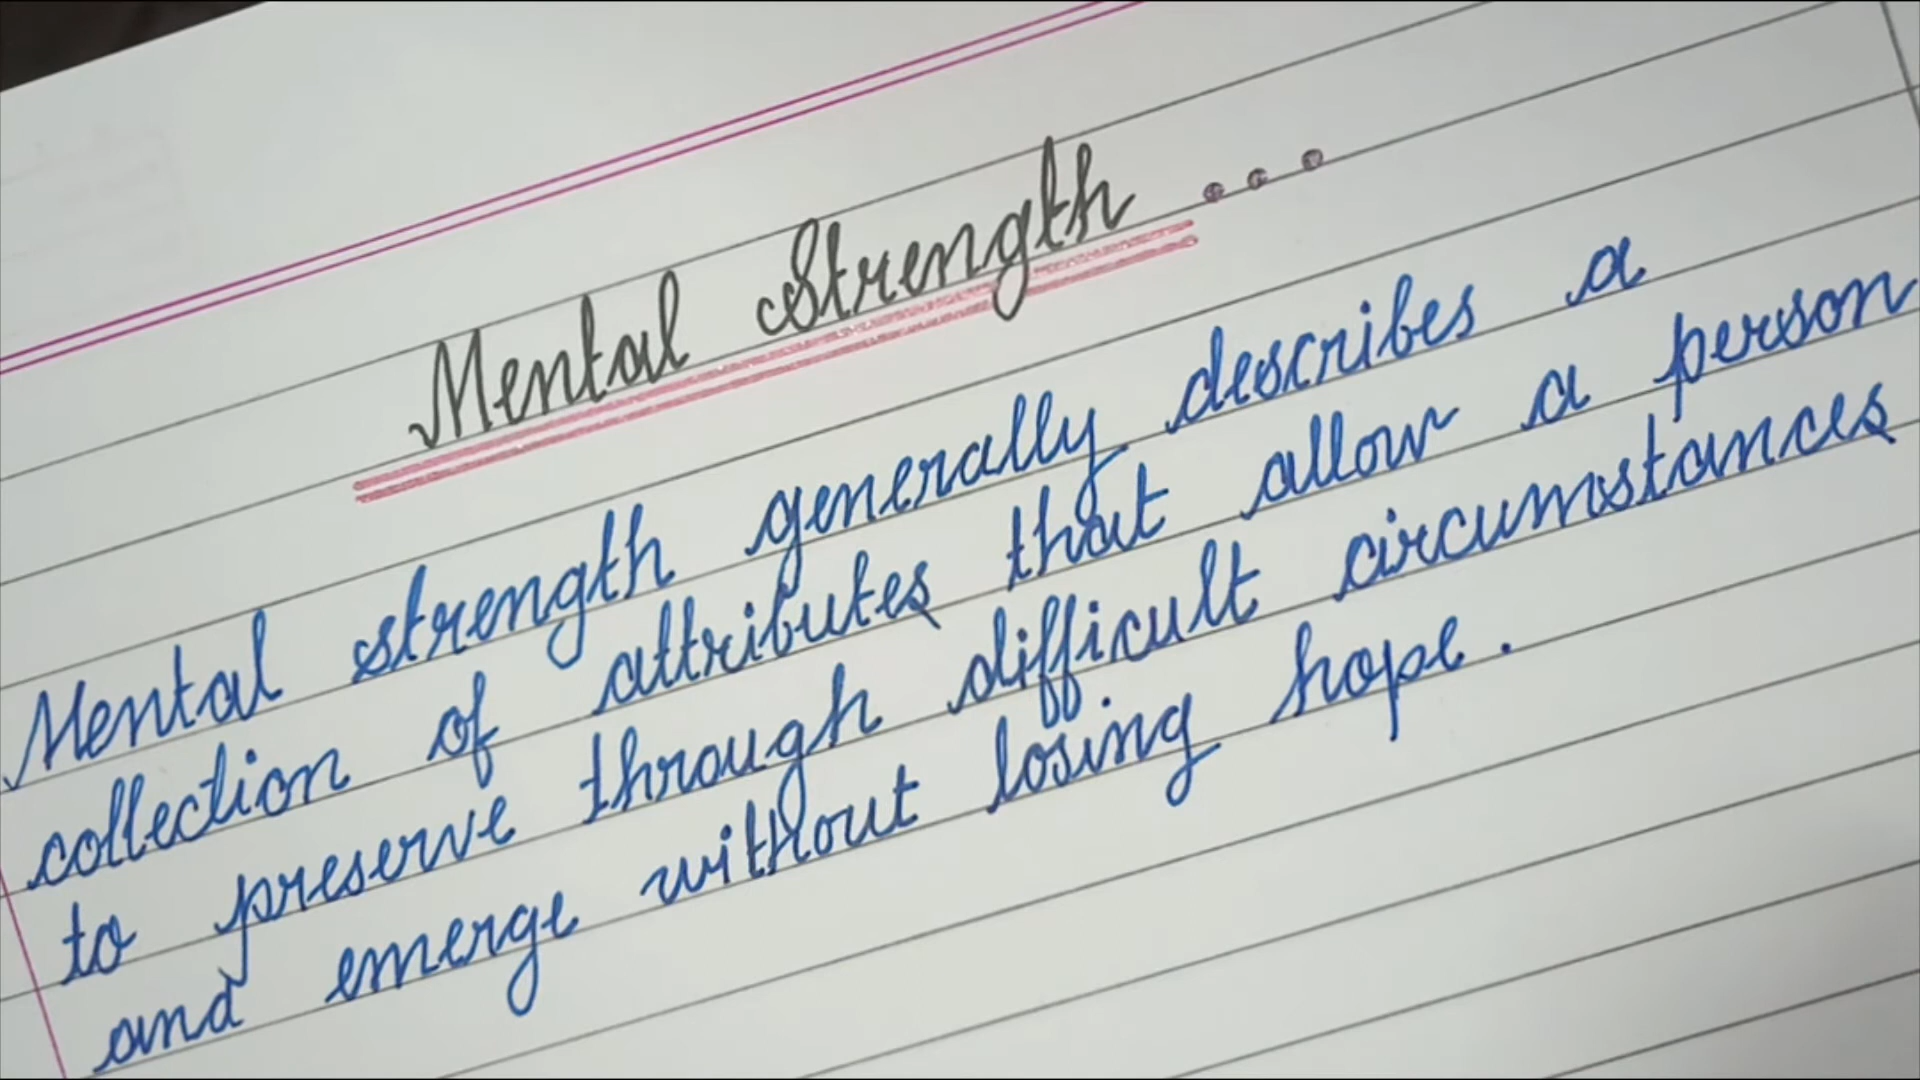 Mental Strength...
Mental strength generally describes a
collection of attributes that allow a person
to preserve through difficult circumstances
and emerge without losing hope.